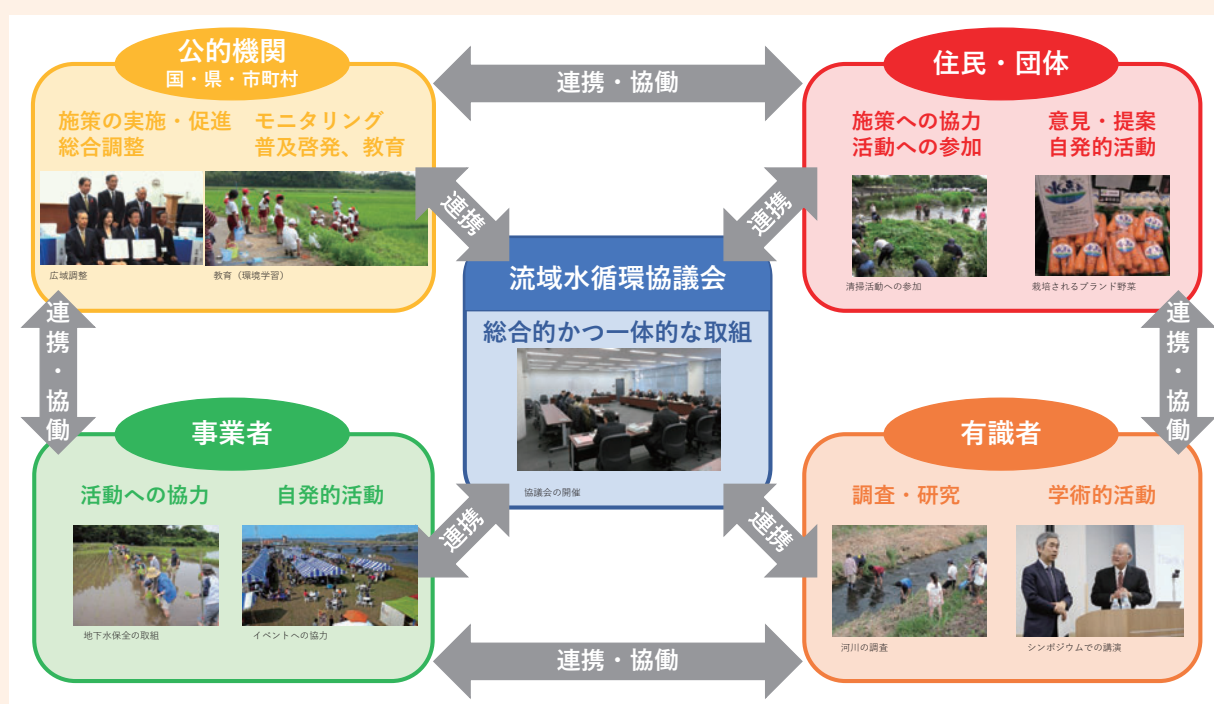 公的機関
国・県・市町村
施策の実施・促進
総合調整
モニタリング
普及啓発、教育
広域調整
教育（環境学習）
連携・協働
住民・団体
施策への協力
活動への参加
意見・提案
自発的活動
清掃活動への参加
栽培されるブランド野菜
連携
連携
流域水循環協議会
総合的かつ一体的な取組
協議会の開催
連携・協働
連携・協働
事業者
活動への協力
自発的活動
地下水保全の取組
イベントへの協力
連携
連携
有識者
調査・研究
学術的活動
河川の調査
シンポジウムでの講演
連携・協働